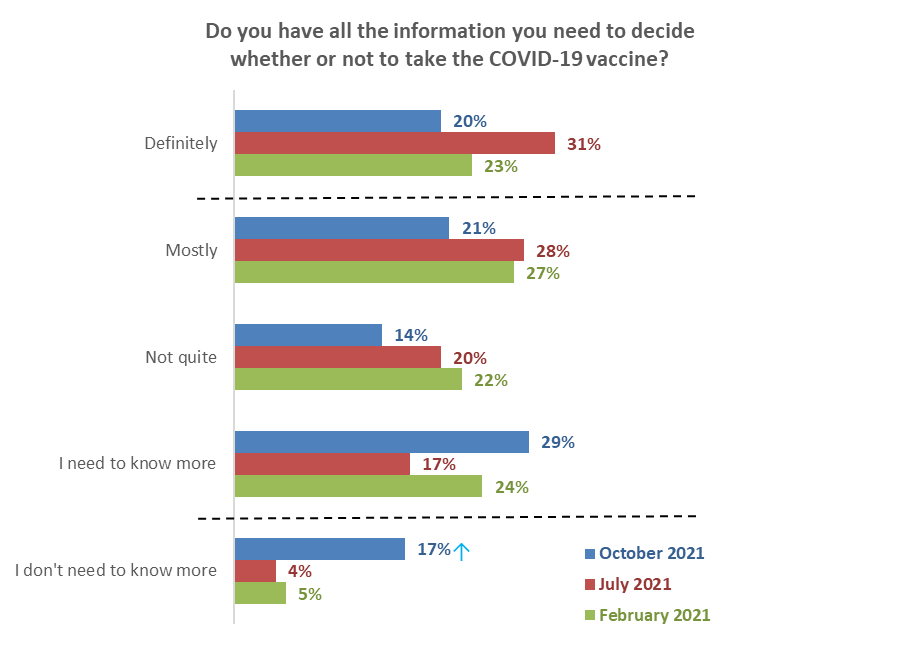 Do you have all the information you need to decide
whether or not to take the COVID-19 vaccine?
20%
Definitely
31%
23%
21%
Mostly
28%
27%
14%
Not quite
20%
22%
29%
I need to know more
17%
24%
17%
I don't need to know more
4%
5%
October 2021
July 2021
February 2021